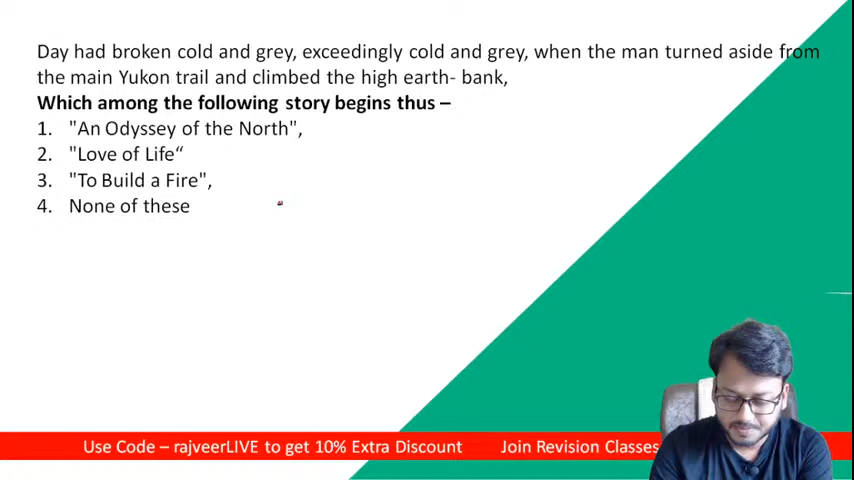 Day had broken cold and grey, exceedingly cold and grey, when the man turned aside from
the main Yukon trail and climbed the high earth- bank,
Which among the following story begins thus –
1. "An Odyssey of the North",
2. "Love of Life“
3. "To Build a Fire",
4. None of these
Use Code – rajveerLIVE to get 10% Extra Discount Join Revision Classes